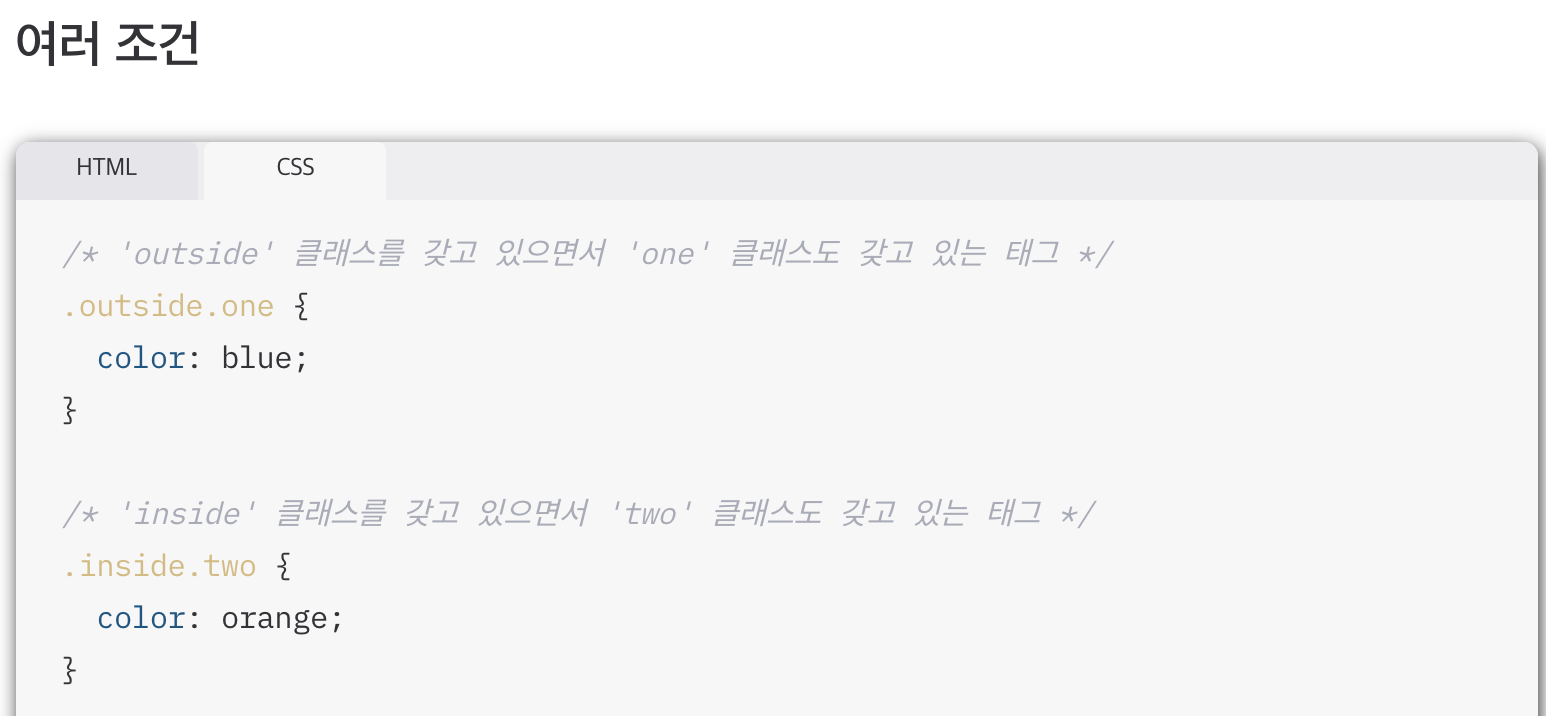 여러 조건
HTML CSS
/* 'outside' 클래스를 갖고 있으면서 'one' 클래스도 갖고 있는 태그 */
.outside.one {
  color: blue;
}
/* 'inside' 클래스를 갖고 있으면서 'two' 클래스도 갖고 있는 태그 */
.inside.two {
  color: orange;
}